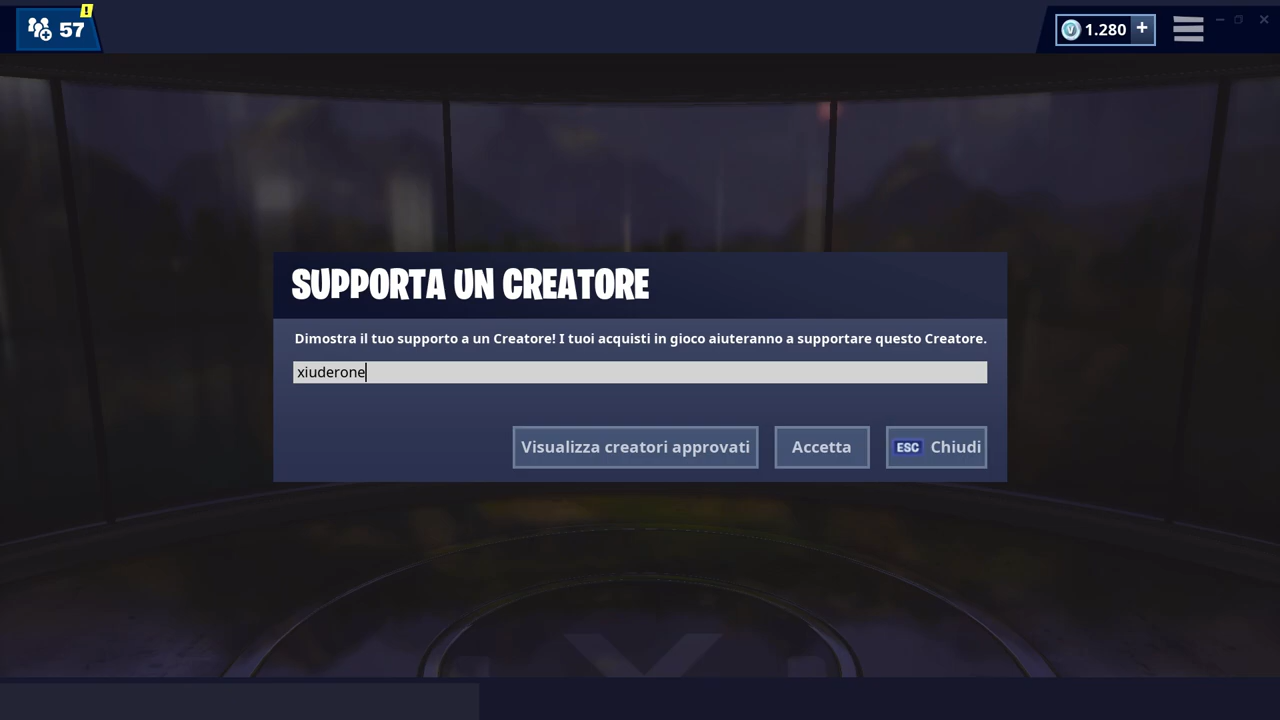 57
!
1.280 +
SUPPORTA UN CREATORE
Dimostra il tuo supporto a un Creatore! I tuoi acquisti in gioco aiuteranno a supportare questo Creatore.
xiuderone
Visualizza creatori approvati
Accetta
ESC Chiudi